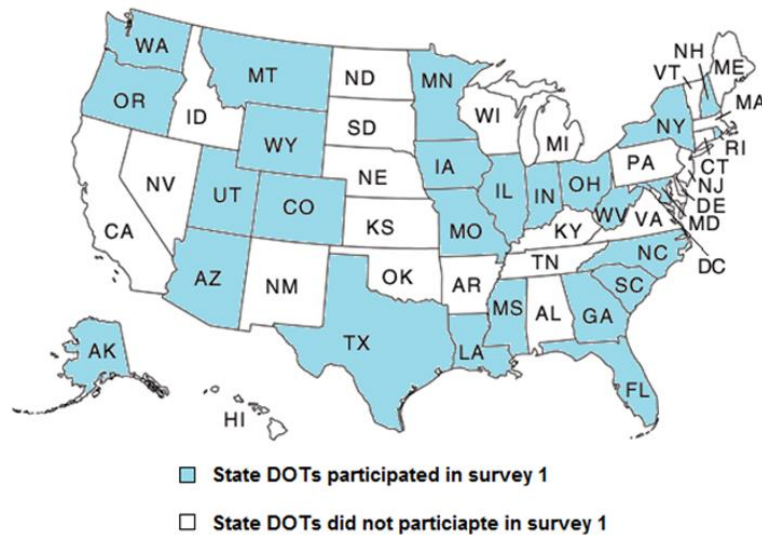 WA
MT
ND
MN
NH
ME
VT
MA
OR
ID
SD
WI
NY
WY
MI
RI
IA
PA
CT
NE
NJ
NV
UT
IL
IN
OH
DE
CO
WV
VA
MD
CA
KS
MO
KY
DC
NC
TN
AZ
OK
NM
AR
SC
MS
AL
GA
TX
LA
AK
FL
HI
State DOTs participated in survey 1
State DOTs did not particiapte in survey 1